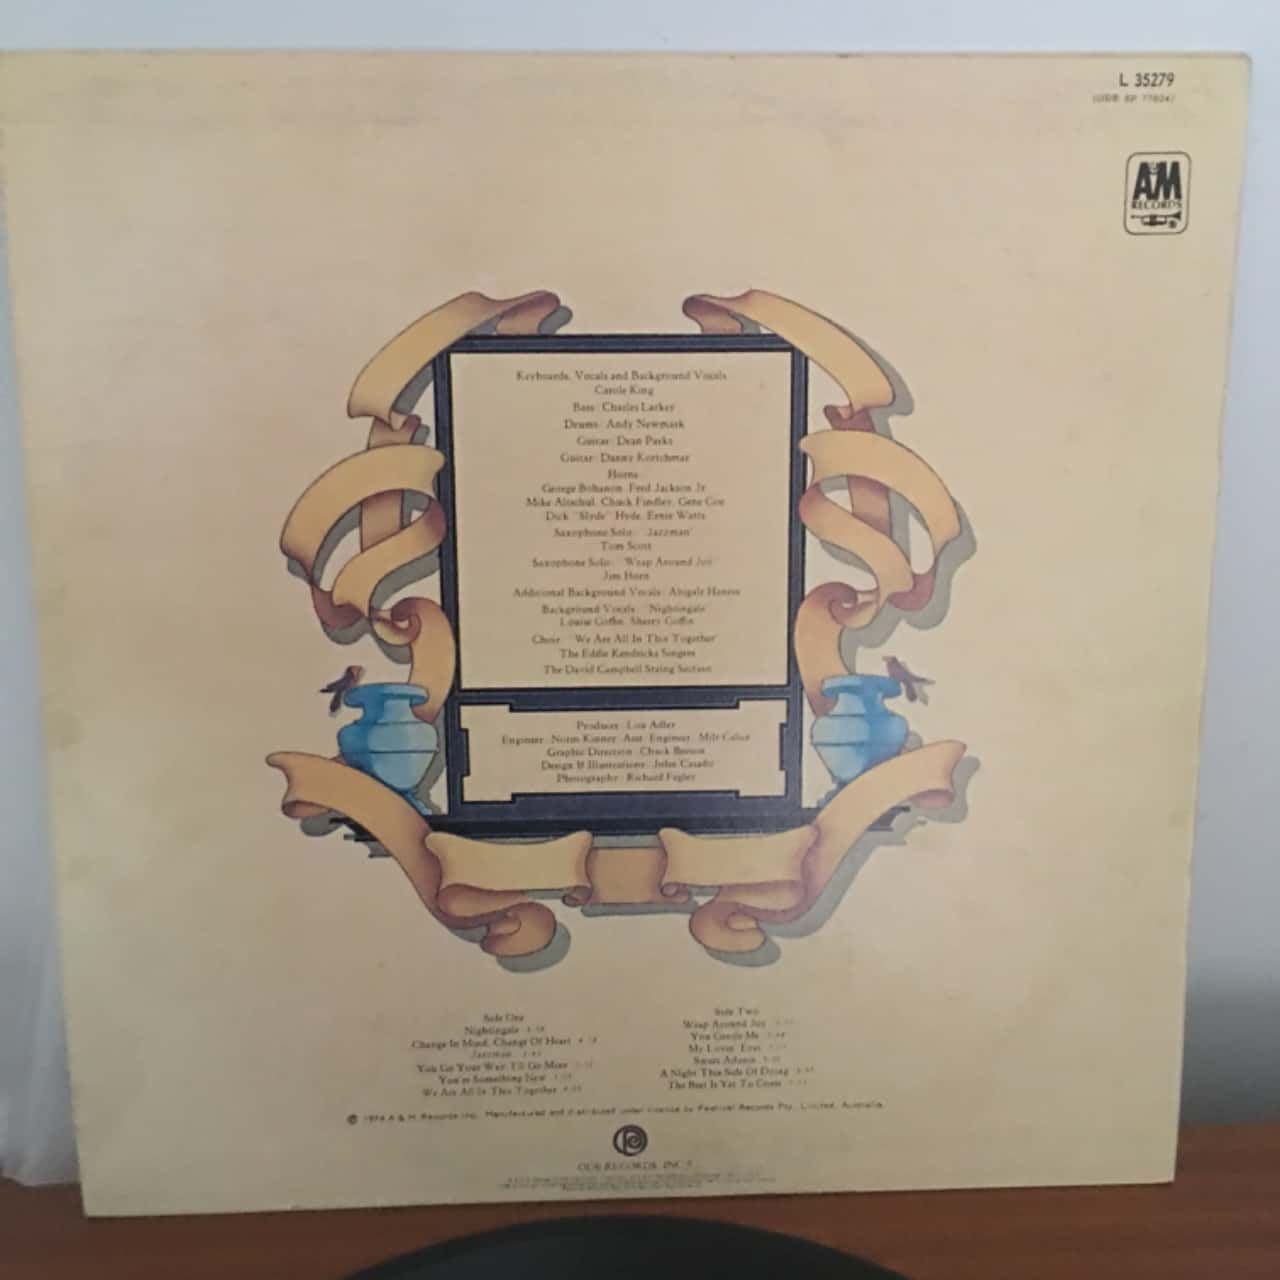 L 35279
(ODE SP 77024)
A&M
RECORDS
®
Keyboards, Vocals and Background Vocals
Carole King
Bass: Charles Larkey
Drums: Andy Newmark
Guitar: Dean Parks
Guitar: Danny Kortchmar
Horns:
George Bohanon, Fred Jackson Jr
Mike Altschul, Chuck Findley, Gene Goe
Dick "Slyde" Hyde, Ernie Watts
Saxophone Solo: "Jazzman"
Tom Scott
Saxophone Solo: "Wrap Around Joy"
Jim Horn
Additional Background Vocals: Abigale Haness
Background Vocals: "Nightingale"
Louise Goffin, Sherry Goffin
Choir: "We Are All In This Together"
The Eddie Kendricks Singers
The David Campbell String Section
Producer: Lou Adler
Engineer: Norm Kinney Asst. Engineer: Milt Calice
Graphic Direction: Chuck Beeson
Design & Illustrations: John Casado
Photography: Richard Fegley
Side One
Nightingale
Change In Mind, Change Of Heart
Jazzman
You Go Your Way, I'll Go Mine
You're Something New
We Are All In This Together
Side Two
Wrap Around Joy
You Gentle Me
My Lovin' Eyes
Sweet Adonis
A Night This Side Of Dying
The Best Is Yet To Come
℗ 1974 A & M Records Inc. Manufactured and distributed under licence by Festival Records Pty. Limited, Australia.
ODE RECORDS, INC.